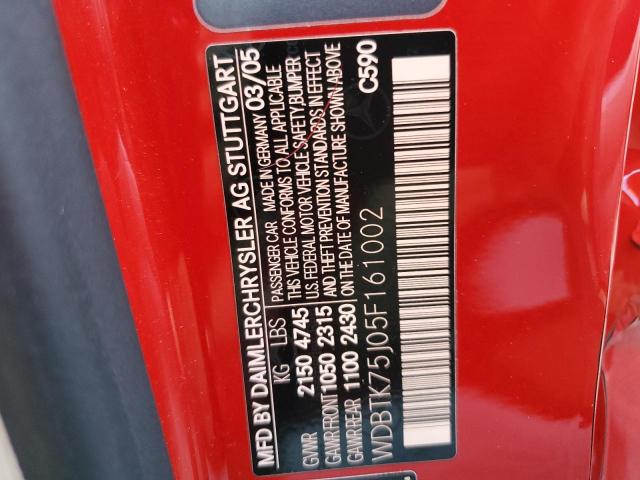 MFD BY DAIMLERCHRYSLER AG STUTTGART
KG LBS PASSENGER CAR MADE IN GERMANY 03/05
GVWR 2150 4745 THIS VEHICLE CONFORMS TO ALL APPLICABLE
U.S. FEDERAL MOTOR VEHICLE SAFETY, BUMPER
GAWR FRONT 1050 2315 AND THEFT PREVENTION STANDARDS IN EFFECT
GAWR REAR 1100 2430 ON THE DATE OF MANUFACTURE SHOWN ABOVE
WDBTK75J05F161002 C590